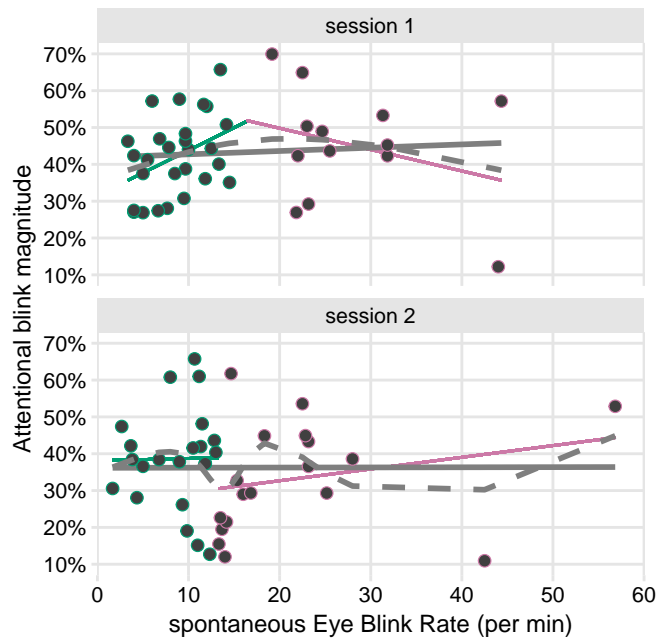 session 1
70%
60%
50%
40%
30%
20%
10%
session 2
70%
60%
50%
40%
30%
20%
10%
0 10 20 30 40 50 60
spontaneous Eye Blink Rate (per min)
Attentional blink magnitude